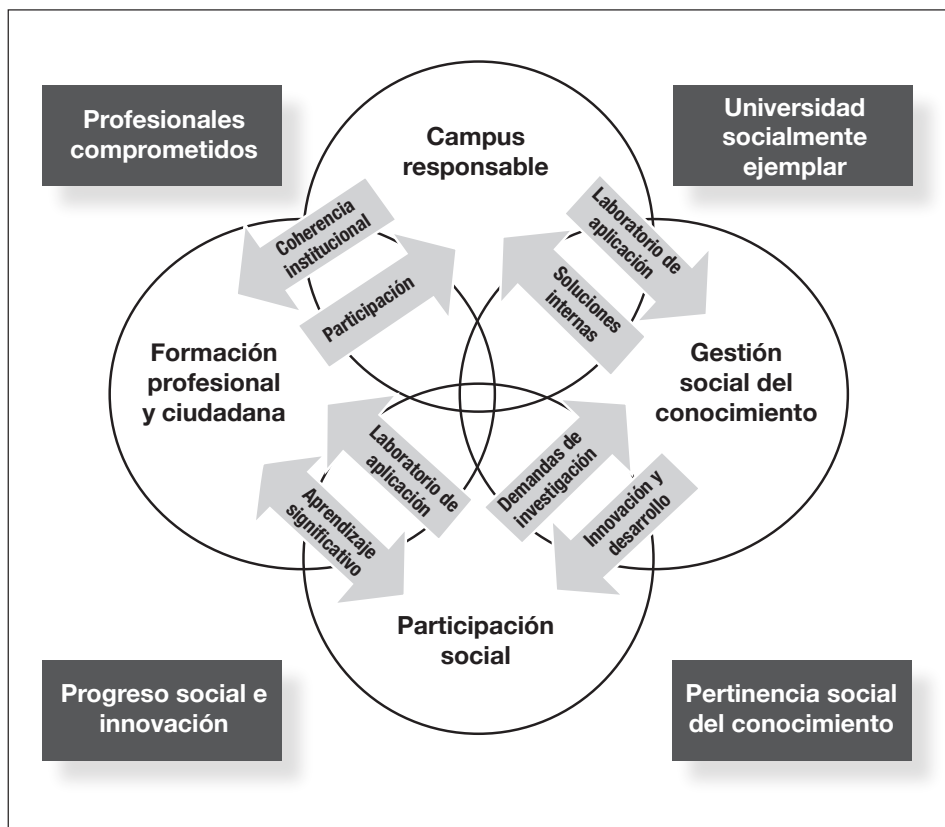 Profesionales
comprometidos
Campus
responsable
Universidad
socialmente
ejemplar
Coherencia
institucional
Participación
Laboratorio de
aplicación
Soluciones
internas
Formación
profesional
y ciudadana
Gestión
social del
conocimiento
Laboratorio de
aplicación
Aprendizaje
significativo
Demandas de
investigación
Innovación y
desarrollo
Participación
social
Progreso social e
innovación
Pertinencia social
del conocimiento